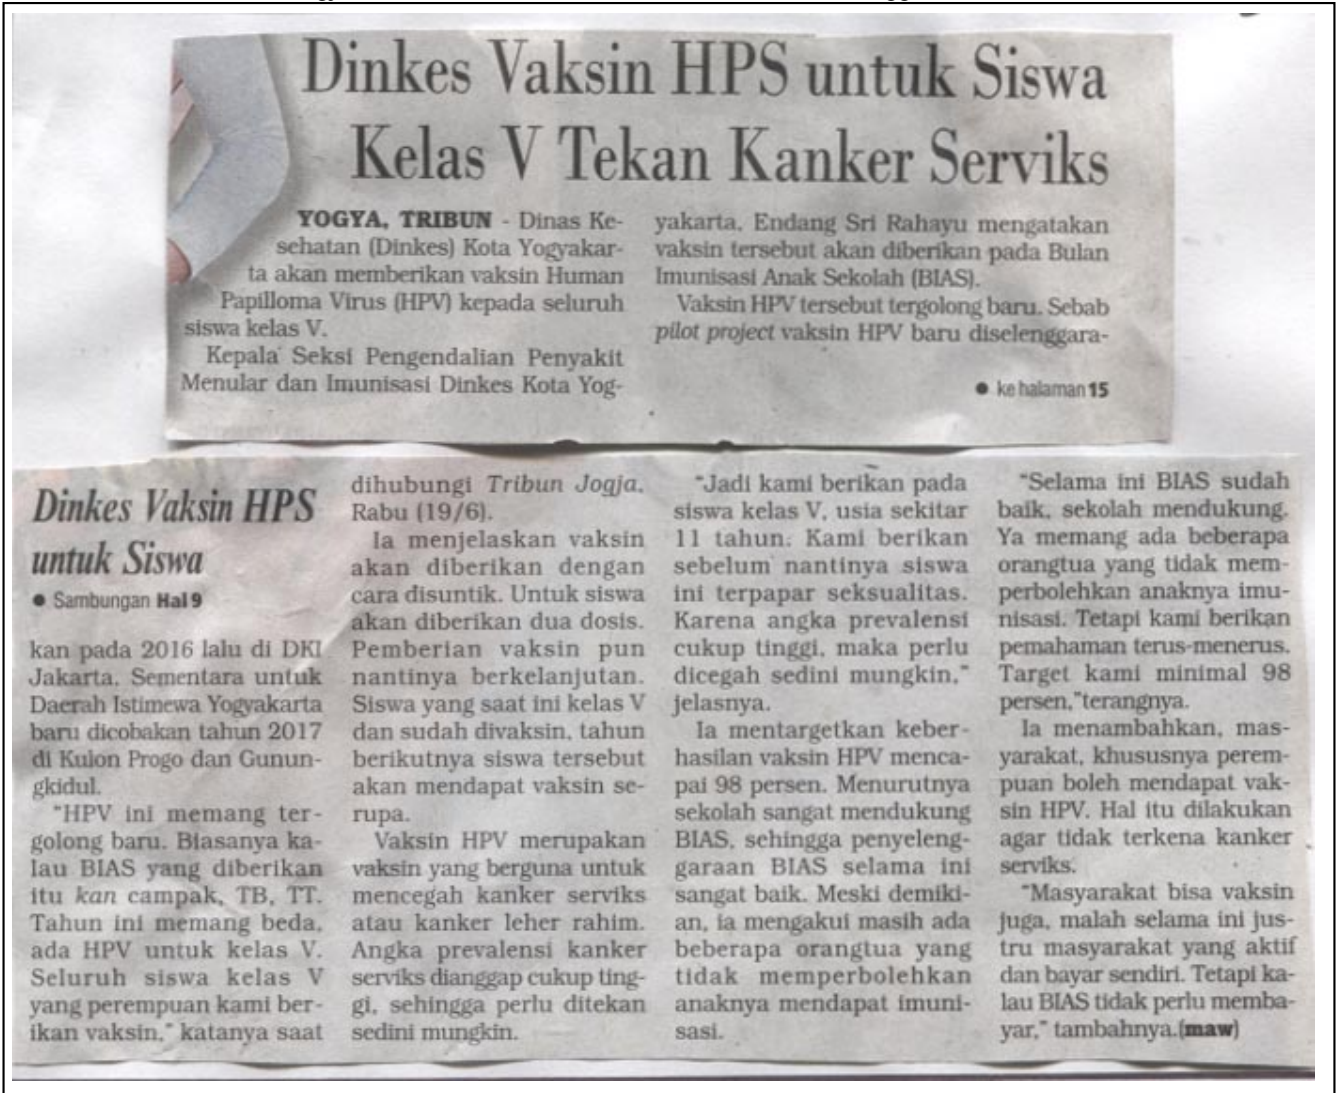 Dinkes Vaksin HPS untuk Siswa
Kelas V Tekan Kanker Serviks
YOGYA, TRIBUN - Dinas Ke-
sehatan (Dinkes) Kota Yogyakar-
ta akan memberikan vaksin Human
Papilloma Virus (HPV) kepada seluruh
siswa kelas V.
Kepala Seksi Pengendalian Penyakit
Menular dan Imunisasi Dinkes Kota Yog-
yakarta, Endang Sri Rahayu mengatakan
vaksin tersebut akan diberikan pada Bulan
Imunisasi Anak Sekolah (BIAS).
Vaksin HPV tersebut tergolong baru. Sebab
pilot project vaksin HPV baru diselenggara-
● ke halaman 15
Dinkes Vaksin HPS
untuk Siswa
● Sambungan Hal 9
kan pada 2016 lalu di DKI
Jakarta. Sementara untuk
Daerah Istimewa Yogyakarta
baru dicobakan tahun 2017
di Kulon Progo dan Gunun-
gkidul.
"HPV ini memang ter-
golong baru. Biasanya ka-
lau BIAS yang diberikan
itu kan campak, TB, TT.
Tahun ini memang beda,
ada HPV untuk kelas V.
Seluruh siswa kelas V
yang perempuan kami ber-
ikan vaksin," katanya saat
dihubungi Tribun Jogja,
Rabu (19/6).
Ia menjelaskan vaksin
akan diberikan dengan
cara disuntik. Untuk siswa
akan diberikan dua dosis.
Pemberian vaksin pun
nantinya berkelanjutan.
Siswa yang saat ini kelas V
dan sudah divaksin, tahun
berikutnya siswa tersebut
akan mendapat vaksin se-
rupa.
Vaksin HPV merupakan
vaksin yang berguna untuk
mencegah kanker serviks
atau kanker leher rahim.
Angka prevalensi kanker
serviks dianggap cukup ting-
gi, sehingga perlu ditekan
sedini mungkin.
"Jadi kami berikan pada
siswa kelas V, usia sekitar
11 tahun. Kami berikan
sebelum nantinya siswa
ini terpapar seksualitas.
Karena angka prevalensi
cukup tinggi, maka perlu
dicegah sedini mungkin,"
jelasnya.
Ia mentargetkan keber-
hasilan vaksin HPV menca-
pai 98 persen. Menurutnya
sekolah sangat mendukung
BIAS, sehingga penyeleng-
garaan BIAS selama ini
sangat baik. Meski demiki-
an, ia mengakui masih ada
beberapa orangtua yang
tidak memperbolehkan
anaknya mendapat imuni-
sasi.
"Selama ini BIAS sudah
baik, sekolah mendukung.
Ya memang ada beberapa
orangtua yang tidak mem-
perbolehkan anaknya imu-
nisasi. Tetapi kami berikan
pemahaman terus-menerus.
Target kami minimal 98
persen,"terangnya.
Ia menambahkan, mas-
yarakat, khususnya perem-
puan boleh mendapat vak-
sin HPV. Hal itu dilakukan
agar tidak terkena kanker
serviks.
"Masyarakat bisa vaksin
juga, malah selama ini jus-
tru masyarakat yang aktif
dan bayar sendiri. Tetapi ka-
lau BIAS tidak perlu memba-
yar," tambahnya.(maw)